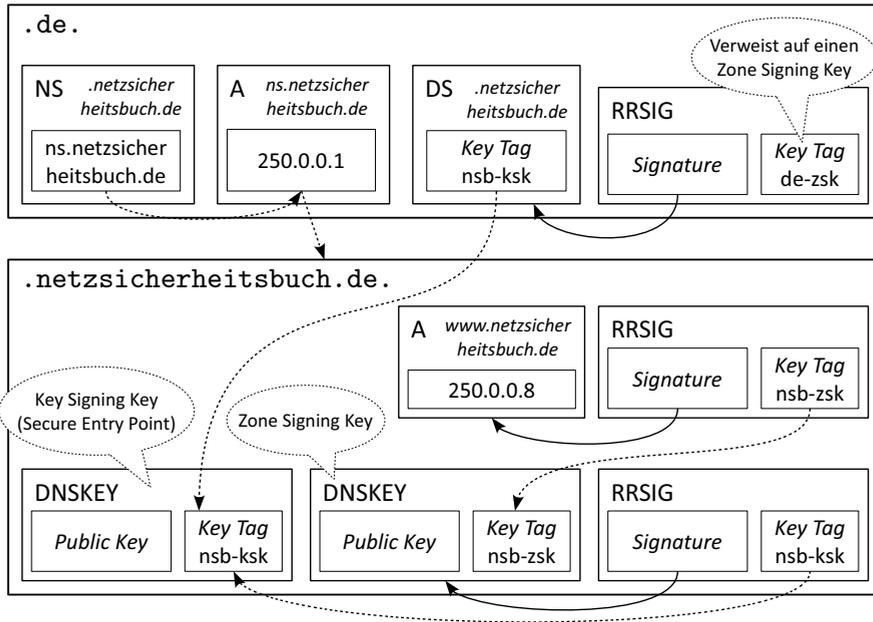 .de.
NS
.netzsicher
heitsbuch.de
ns.netzsicher
heitsbuch.de
A
ns.netzsicher
heitsbuch.de
250.0.0.1
DS
.netzsicher
heitsbuch.de
Key Tag
nsb-ksk
Verweist auf einen
Zone Signing Key
RRSIG
Signature
Key Tag
de-zsk
.netzsicherheitsbuch.de.
A
www.netzsicher
heitsbuch.de
250.0.0.8
RRSIG
Signature
Key Tag
nsb-zsk
Key Signing Key
(Secure Entry Point)
Zone Signing Key
DNSKEY
Public Key
Key Tag
nsb-ksk
DNSKEY
Public Key
Key Tag
nsb-zsk
RRSIG
Signature
Key Tag
nsb-ksk